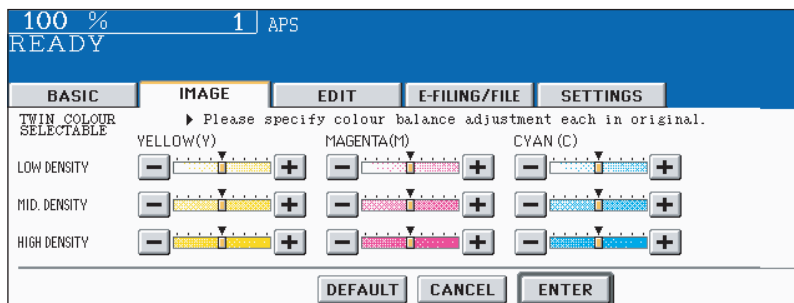 100 % 1 APS
READY
BASIC IMAGE EDIT E-FILING/FILE SETTINGS
TWIN COLOUR SELECTABLE
Please specify colour balance adjustment each in original.
YELLOW(Y) MAGENTA(M) CYAN (C)
LOW DENSITY
MID. DENSITY
HIGH DENSITY
DEFAULT CANCEL ENTER